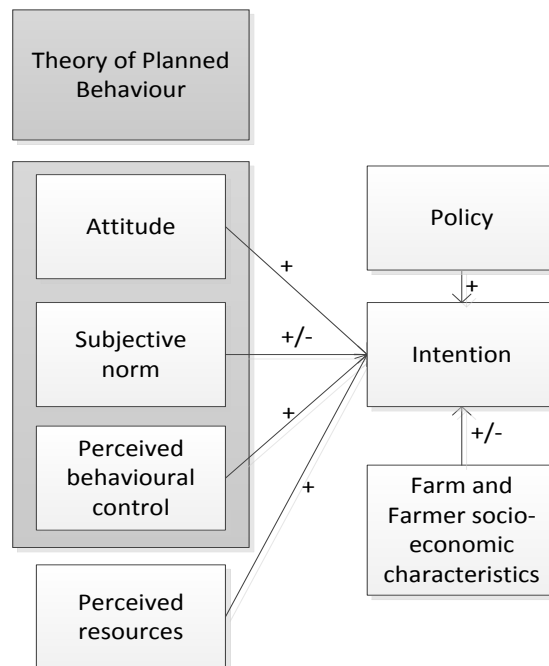 Theory of Planned
Behaviour
Attitude
+
Policy
+
Subjective
norm
+/-
Intention
+
+/-
Perceived
behavioural
control
+
Farm and
Farmer socio-
economic
characteristics
Perceived
resources